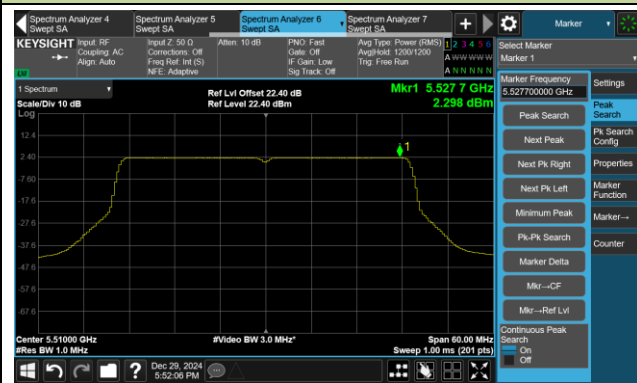 Spectrum Analyzer 4
Swept SA
Spectrum Analyzer 5
Swept SA
Spectrum Analyzer 6
Swept SA
Spectrum Analyzer 7
Swept SA
+
Marker
KEYSIGHT
Input: RF
Coupling: AC
Align: Auto
Input Z: 50 Ω
Corrections: Off
Freq Ref: Int (S)
NFE: Adaptive
Atten: 10 dB
PNO: Fast
Gate: Off
IF Gain: Low
Sig Track: Off
Avg Type: Power (RMS)
Avg|Hold: 1200/1200
Trig: Free Run
1 2 3 4 5 6
A W W W W W
A N N N N N
Select Marker
Marker 1
1 Spectrum
Scale/Div 10 dB
Log
Ref Lvl Offset 22.40 dB
Ref Level 22.40 dBm
Mkr1 5.527 7 GHz
2.298 dBm
12.4
2.40
-7.60
-17.6
-27.6
-37.6
-47.6
-57.6
-67.6
1
Center 5.51000 GHz
#Res BW 1.0 MHz
#Video BW 3.0 MHz*
Span 60.00 MHz
Sweep 1.00 ms (201 pts)
Marker Frequency
5.527700000 GHz
Peak Search
Next Peak
Next Pk Right
Next Pk Left
Minimum Peak
Pk-Pk Search
Marker Delta
Mkr→CF
Mkr→Ref Lvl
Continuous Peak
Search
On
Off
Settings
Peak
Search
Pk Search
Config
Properties
Marker
Function
Marker→
Counter
?
Dec 29, 2024
5:52:06 PM